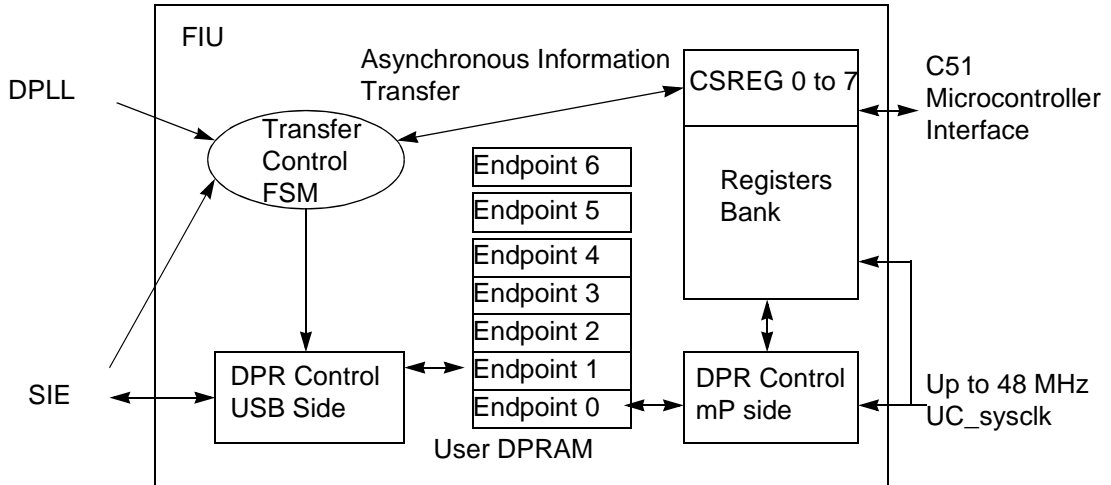 FIU
DPLL
Asynchronous Information
Transfer
CSREG 0 to 7
C51
Microcontroller
Interface
Transfer
Control
FSM
Endpoint 6
Endpoint 5
Endpoint 4
Endpoint 3
Endpoint 2
Endpoint 1
Endpoint 0
User DPRAM
Registers
Bank
SIE
DPR Control
USB Side
DPR Control
mP side
Up to 48 MHz
UC_sysclk